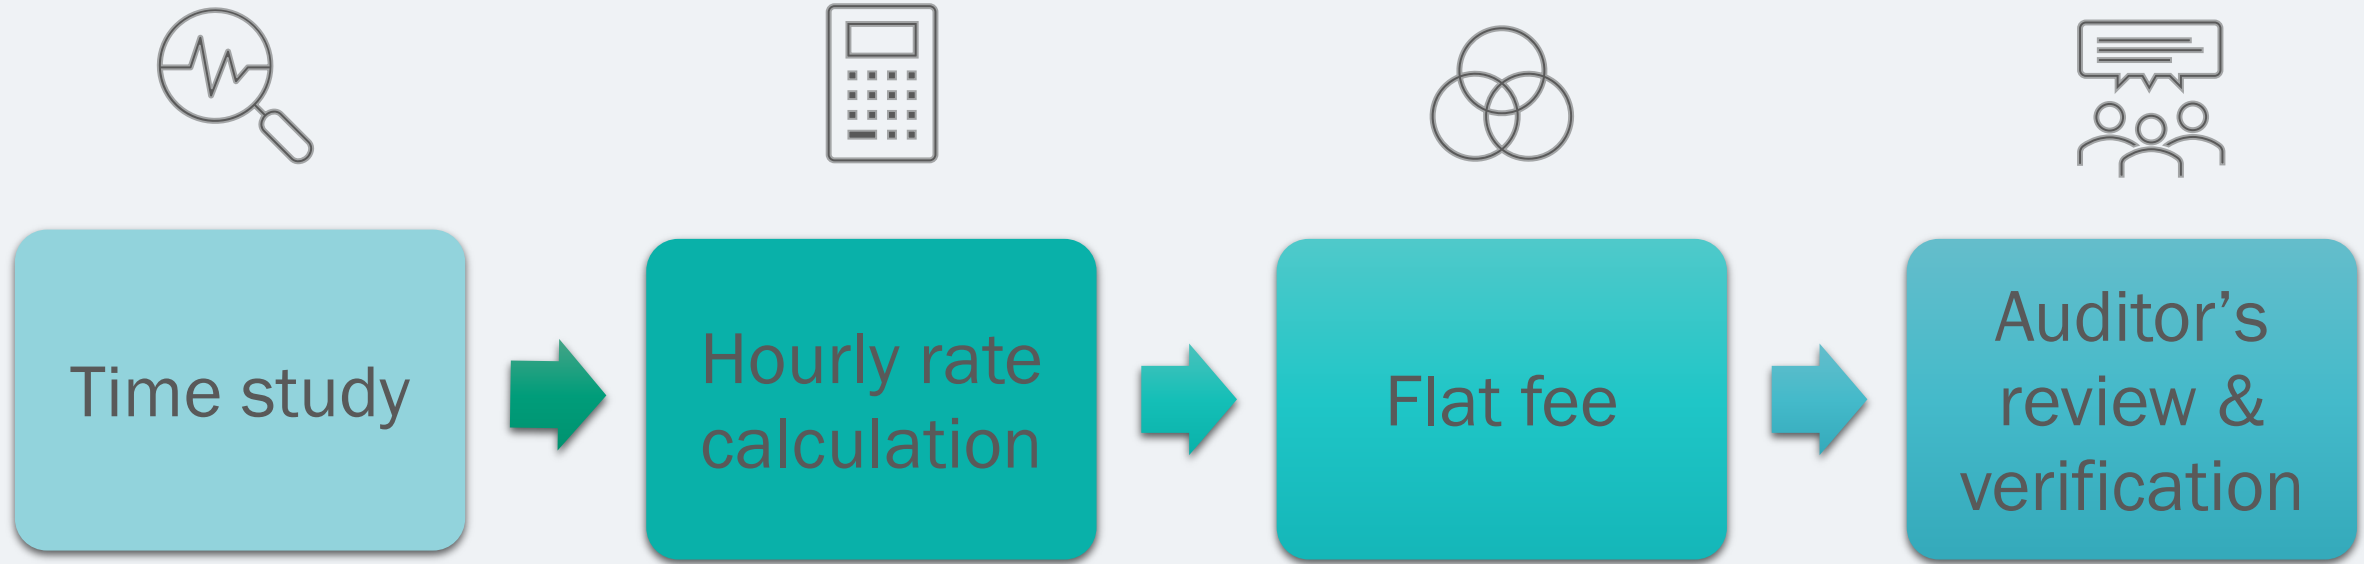 Time study
Hourly rate
calculation
Flat fee
Auditor’s
review &
verification